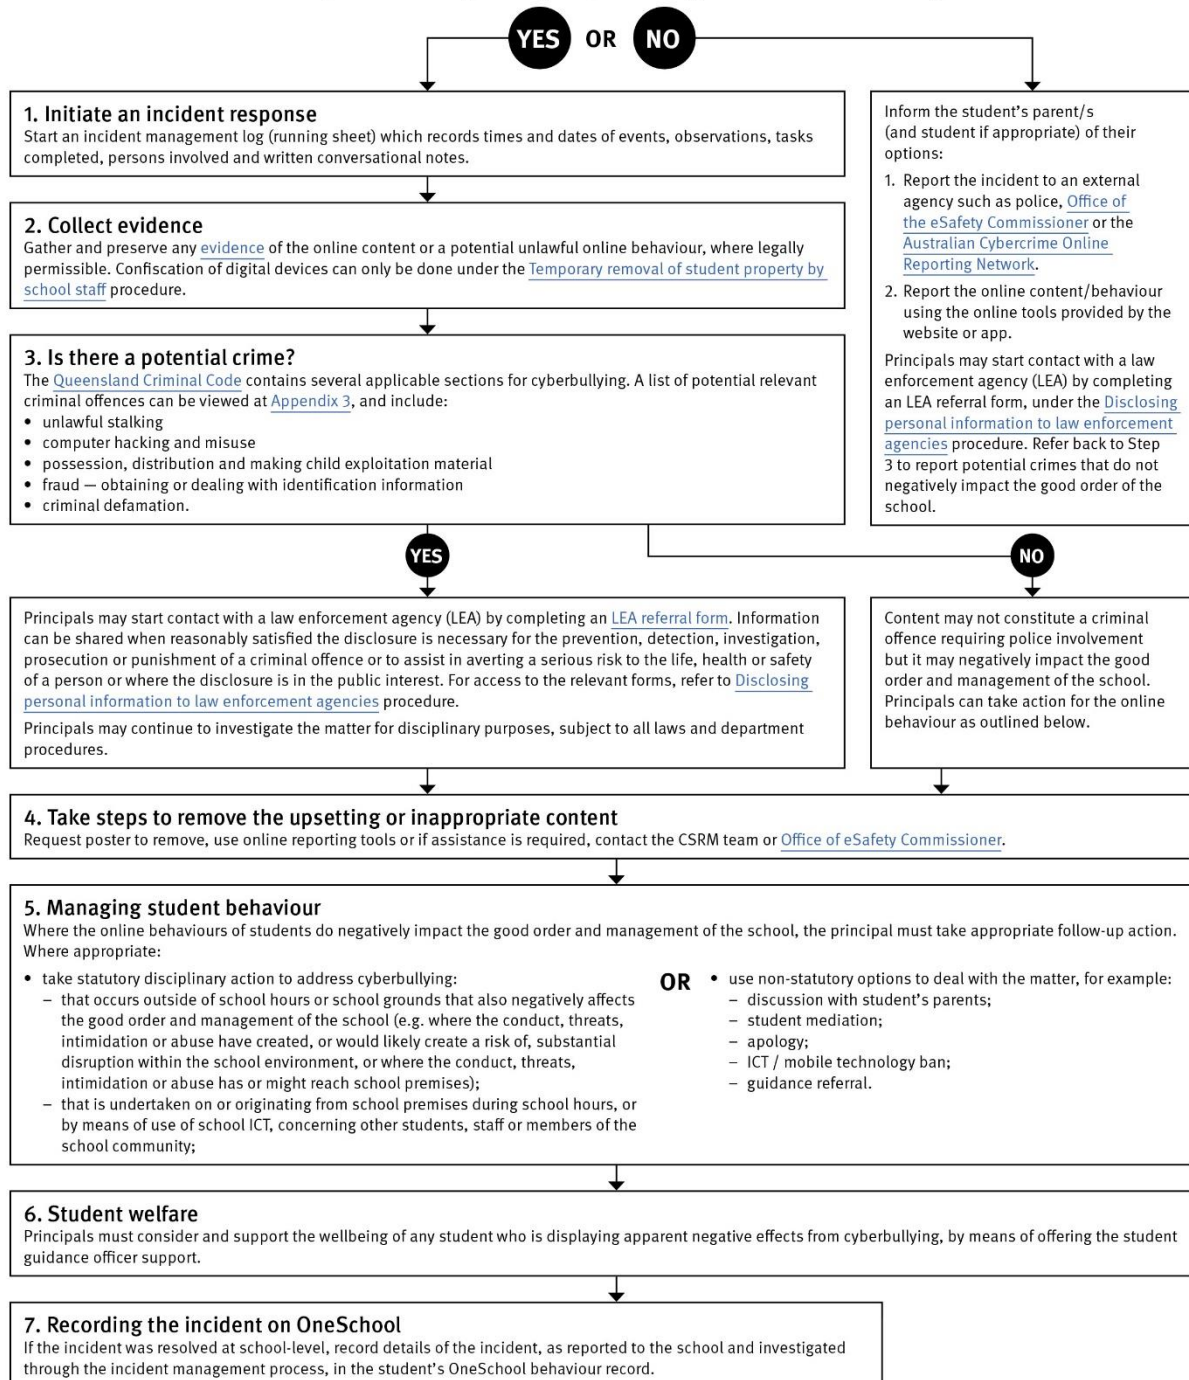 YES OR NO
1. Initiate an incident response
Start an incident management log (running sheet) which records times and dates of events, observations, tasks
completed, persons involved and written conversational notes.
2. Collect evidence
Gather and preserve any evidence of the online content or a potential unlawful online behaviour, where legally
permissible. Confiscation of digital devices can only be done under the Temporary removal of student property by
school staff procedure.
3. Is there a potential crime?
The Queensland Criminal Code contains several applicable sections for cyberbullying. A list of potential relevant
criminal offences can be viewed at Appendix 3, and include:
• unlawful stalking
• computer hacking and misuse
• possession, distribution and making child exploitation material
• fraud — obtaining or dealing with identification information
• criminal defamation.
Inform the student's parent/s
(and student if appropriate) of their
options:
1. Report the incident to an external
agency such as police, Office of
the eSafety Commissioner or the
Australian Cybercrime Online
Reporting Network.
2. Report the online content/behaviour
using the online tools provided by the
website or app.
Principals may start contact with a law
enforcement agency (LEA) by completing
an LEA referral form, under the Disclosing
personal information to law enforcement
agencies procedure. Refer back to Step
3 to report potential crimes that do not
negatively impact the good order of the
school.
YES
NO
Principals may start contact with a law enforcement agency (LEA) by completing an LEA referral form. Information
can be shared when reasonably satisfied the disclosure is necessary for the prevention, detection, investigation,
prosecution or punishment of a criminal offence or to assist in averting a serious risk to the life, health or safety
of a person or where the disclosure is in the public interest. For access to the relevant forms, refer to Disclosing
personal information to law enforcement agencies procedure.
Principals may continue to investigate the matter for disciplinary purposes, subject to all laws and department
procedures.
Content may not constitute a criminal
offence requiring police involvement
but it may negatively impact the good
order and management of the school.
Principals can take action for the online
behaviour as outlined below.
4. Take steps to remove the upsetting or inappropriate content
Request poster to remove, use online reporting tools or if assistance is required, contact the CSRM team or Office of eSafety Commissioner.
5. Managing student behaviour
Where the online behaviours of students do negatively impact the good order and management of the school, the principal must take appropriate follow-up action.
Where appropriate:
• take statutory disciplinary action to address cyberbullying:
– that occurs outside of school hours or school grounds that also negatively affects
the good order and management of the school (e.g. where the conduct, threats,
intimidation or abuse have created, or would likely create a risk of, substantial
disruption within the school environment, or where the conduct, threats,
intimidation or abuse has or might reach school premises);
– that is undertaken on or originating from school premises during school hours, or
by means of use of school ICT, concerning other students, staff or members of the
school community;
OR
• use non-statutory options to deal with the matter, for example:
– discussion with student's parents;
– student mediation;
– apology;
– ICT / mobile technology ban;
– guidance referral.
6. Student welfare
Principals must consider and support the wellbeing of any student who is displaying apparent negative effects from cyberbullying, by means of offering the student
guidance officer support.
7. Recording the incident on OneSchool
If the incident was resolved at school-level, record details of the incident, as reported to the school and investigated
through the incident management process, in the student's OneSchool behaviour record.